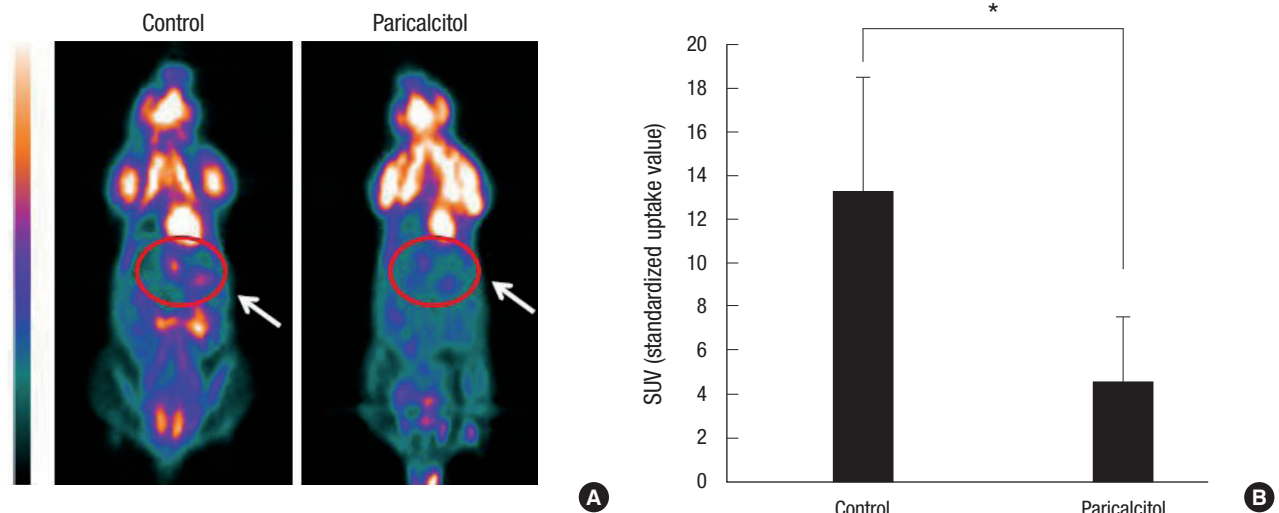 Control
Paricalcitol
A
*
20
18
16
14
12
10
8
6
4
2
0
SUV (standardized uptake value)
Control
Paricalcitol
B